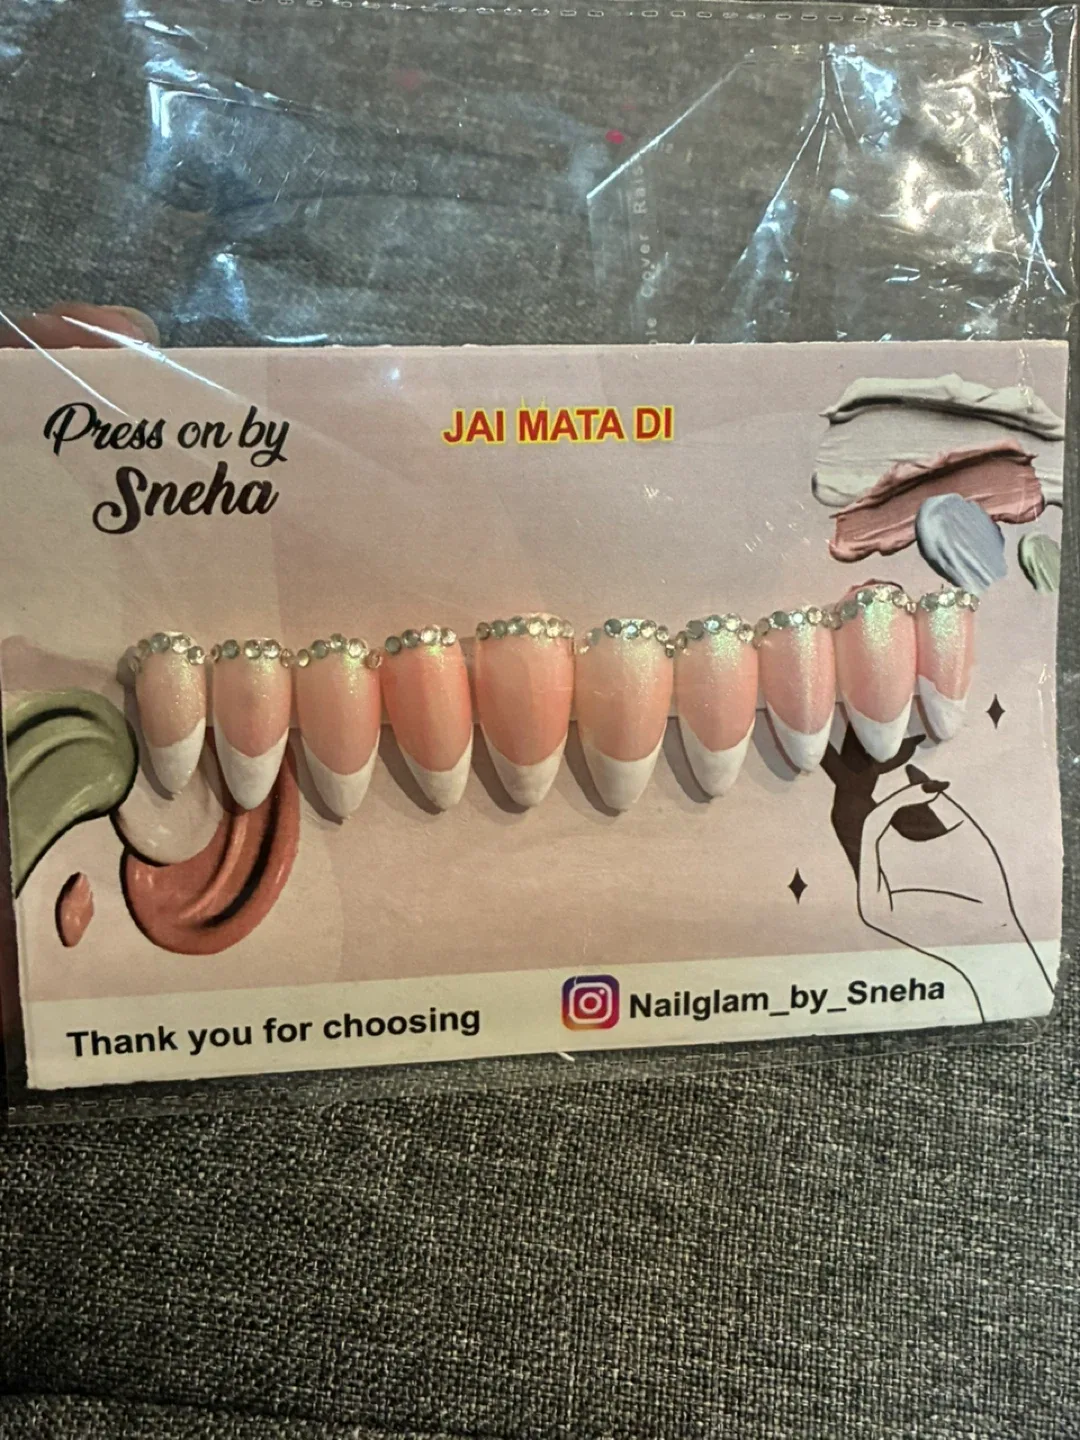 Press on by
Sneha
JAI MATA DI
Thank you for choosing
Nailglam_by_Sneha